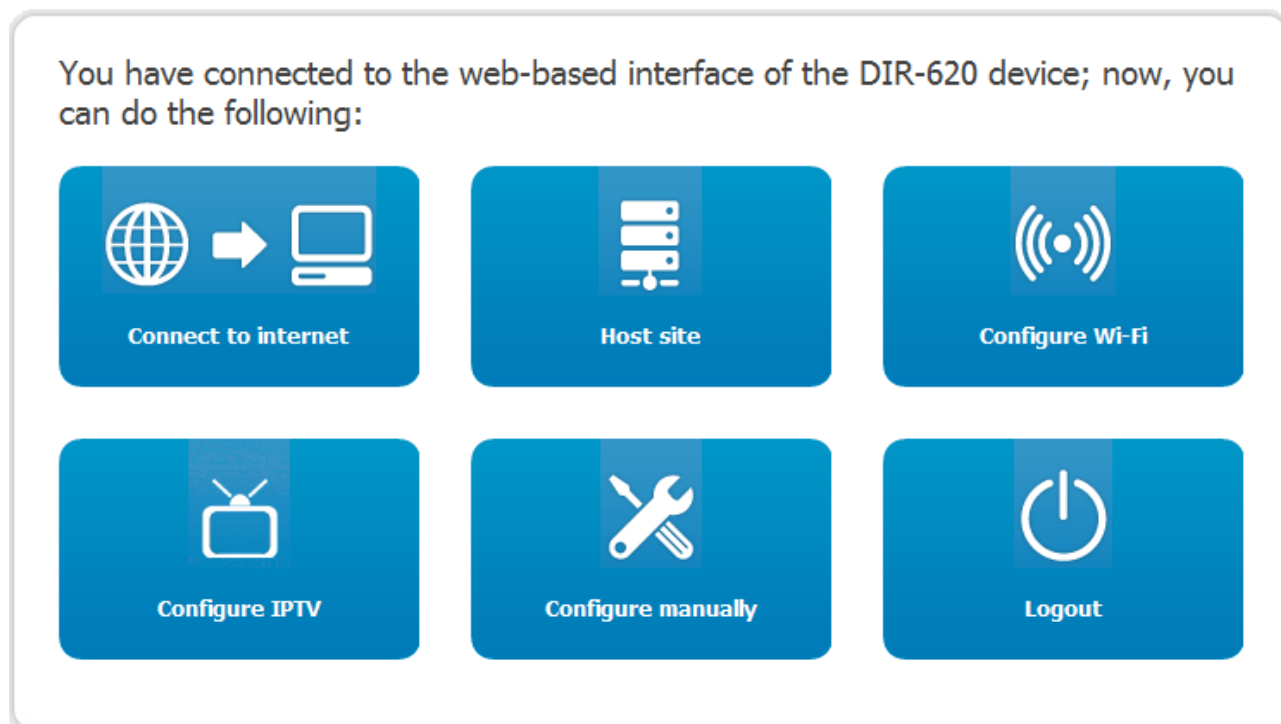 You have connected to the web-based interface of the DIR-620 device; now, you
can do the following:
Connect to internet
Host site
Configure Wi-Fi
Configure IPTV
Configure manually
Logout